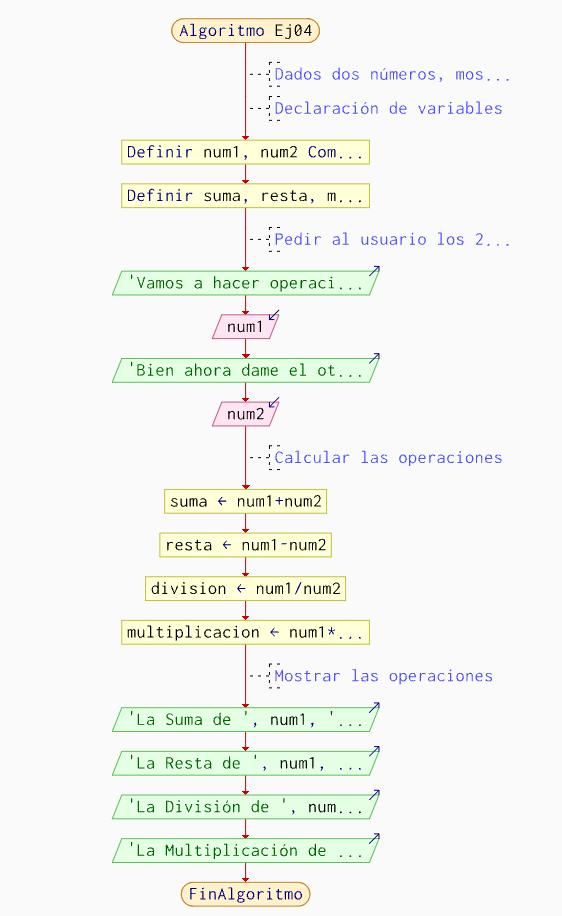 Algoritmo Ej04
Dados dos números, mos...
Declaración de variables
Definir num1, num2 Com...
Definir suma, resta, m...
Pedir al usuario los 2...
'Vamos a hacer operaci...
num1
'Bien ahora dame el ot...
num2
Calcular las operaciones
suma ← num1+num2
resta ← num1-num2
division ← num1/num2
multiplicacion ← num1*...
Mostrar las operaciones
'La Suma de ', num1, '...
'La Resta de ', num1, ...
'La División de ', num...
'La Multiplicación de ...
FinAlgoritmo